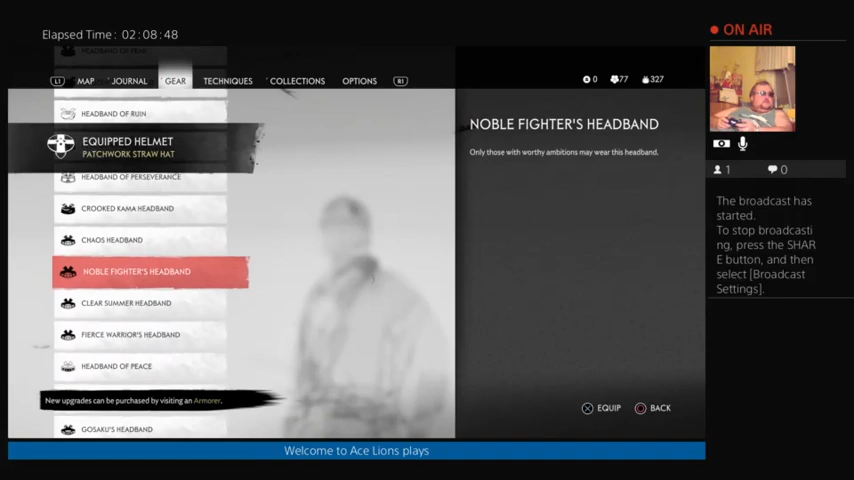 Elapsed Time: 02:08:48
ON AIR
HEADBAND OF PEAK
L1 MAP JOURNAL GEAR TECHNIQUES COLLECTIONS OPTIONS R1
0 77 327
HEADBAND OF RUIN
EQUIPPED HELMET
PATCHWORK STRAW HAT
HEADBAND OF PERSEVERANCE
CROOKED KAMA HEADBAND
CHAOS HEADBAND
NOBLE FIGHTER'S HEADBAND
CLEAR SUMMER HEADBAND
FIERCE WARRIOR'S HEADBAND
HEADBAND OF PEACE
New upgrades can be purchased by visiting an Armorer.
GOSAKU'S HEADBAND
NOBLE FIGHTER'S HEADBAND
Only those with worthy ambitions may wear this headband.
EQUIP BACK
1 0
The broadcast has
started.
To stop broadcasti
ng, press the SHAR
E button, and then
select [Broadcast
Settings].
Welcome to Ace Lions plays